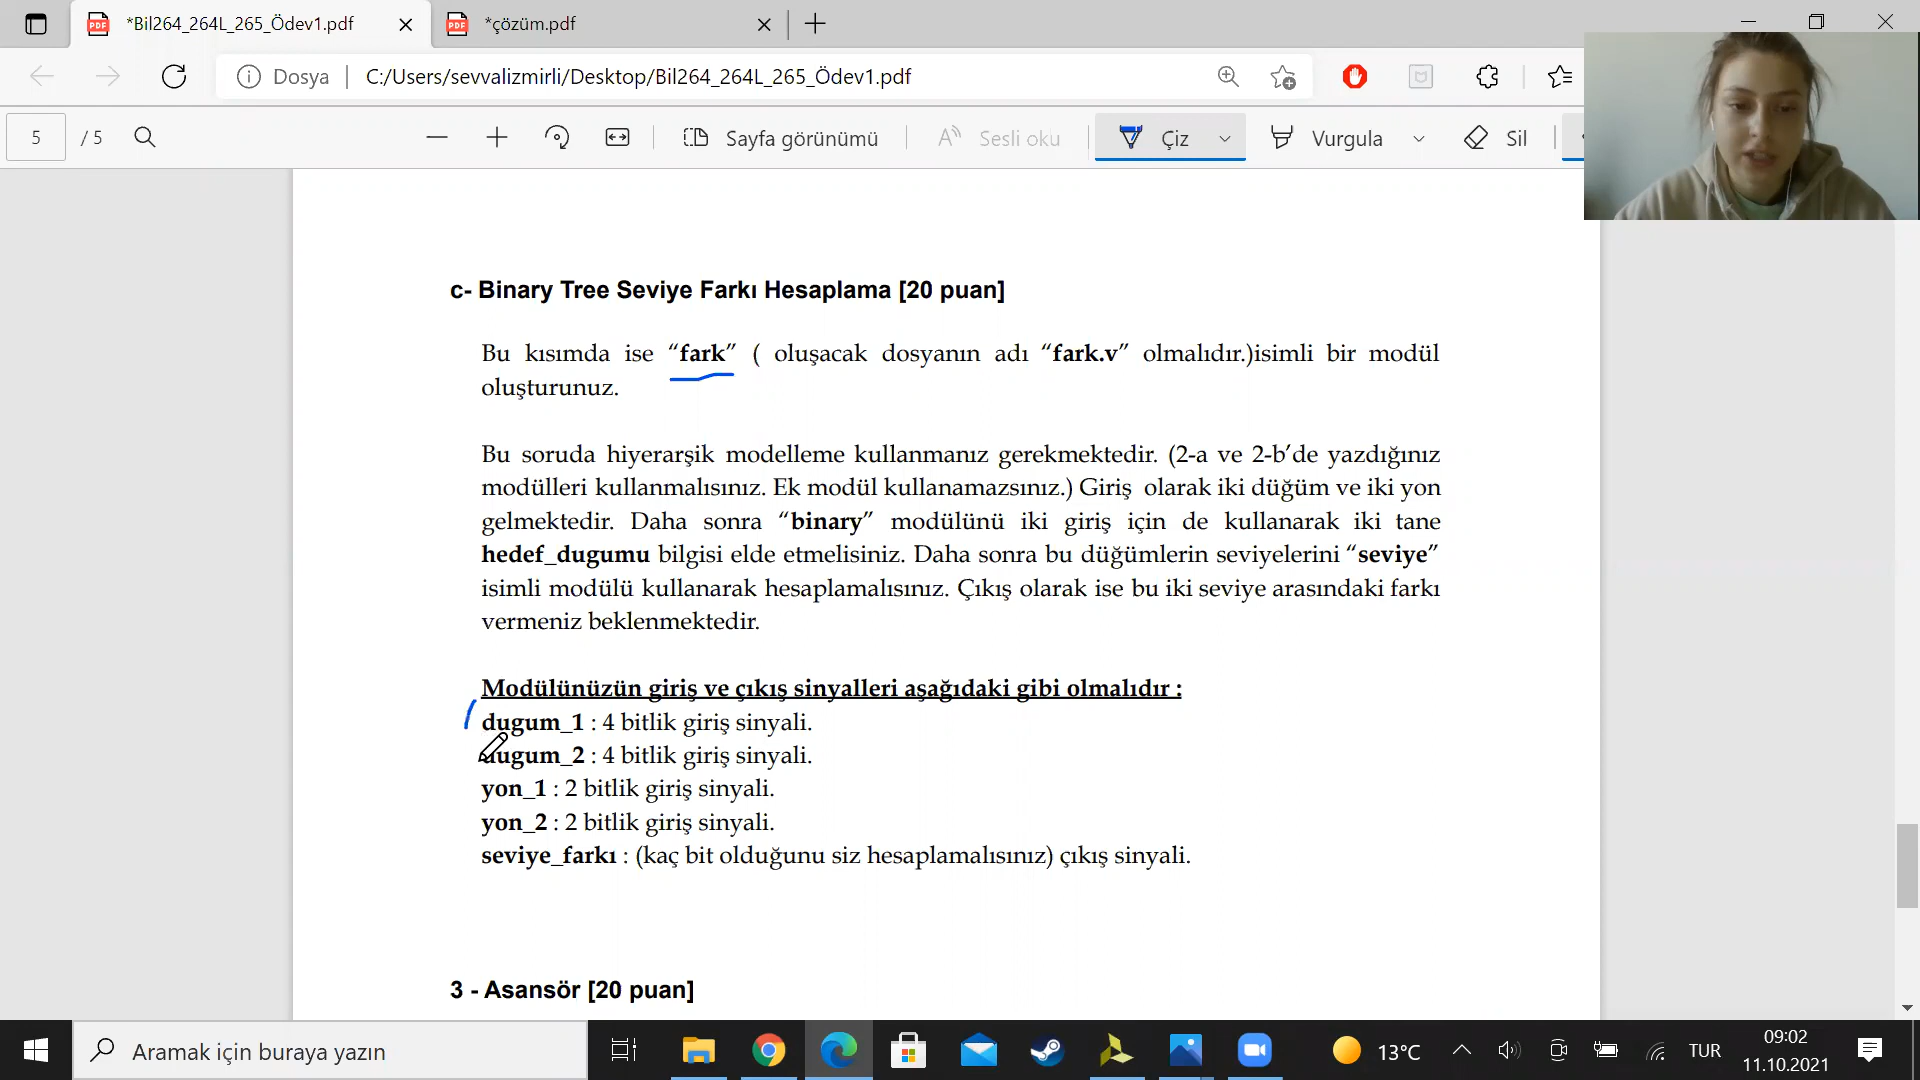 *Bil264_264L_265_Ödev1.pdf
*çözüm.pdf
Dosya
C:/Users/sevvalizmirli/Desktop/Bil264_264L_265_Ödev1.pdf
5 / 5
Sayfa görünümü
Sesli oku
Çiz
Vurgula
Sil
c- Binary Tree Seviye Farkı Hesaplama [20 puan]
Bu kısımda ise “fark” ( oluşacak dosyanın adı “fark.v” olmalıdır.)isimli bir modül
oluşturunuz.
Bu soruda hiyerarşik modelleme kullanmanız gerekmektedir. (2-a ve 2-b’de yazdığınız
modülleri kullanmalısınız. Ek modül kullanamazsınız.) Giriş olarak iki düğüm ve iki yon
gelmektedir. Daha sonra “binary” modülünü iki giriş için de kullanarak iki tane
hedef_dugumu bilgisi elde etmelisiniz. Daha sonra bu düğümlerin seviyelerini “seviye”
isimli modülü kullanarak hesaplamalısınız. Çıkış olarak ise bu iki seviye arasındaki farkı
vermeniz beklenmektedir.
Modülünüzün giriş ve çıkış sinyalleri aşağıdaki gibi olmalıdır :
dugum_1 : 4 bitlik giriş sinyali.
dugum_2 : 4 bitlik giriş sinyali.
yon_1 : 2 bitlik giriş sinyali.
yon_2 : 2 bitlik giriş sinyali.
seviye_farkı : (kaç bit olduğunu siz hesaplamalısınız) çıkış sinyali.
3 - Asansör [20 puan]
Aramak için buraya yazın
13°C
TUR
09:02
11.10.2021